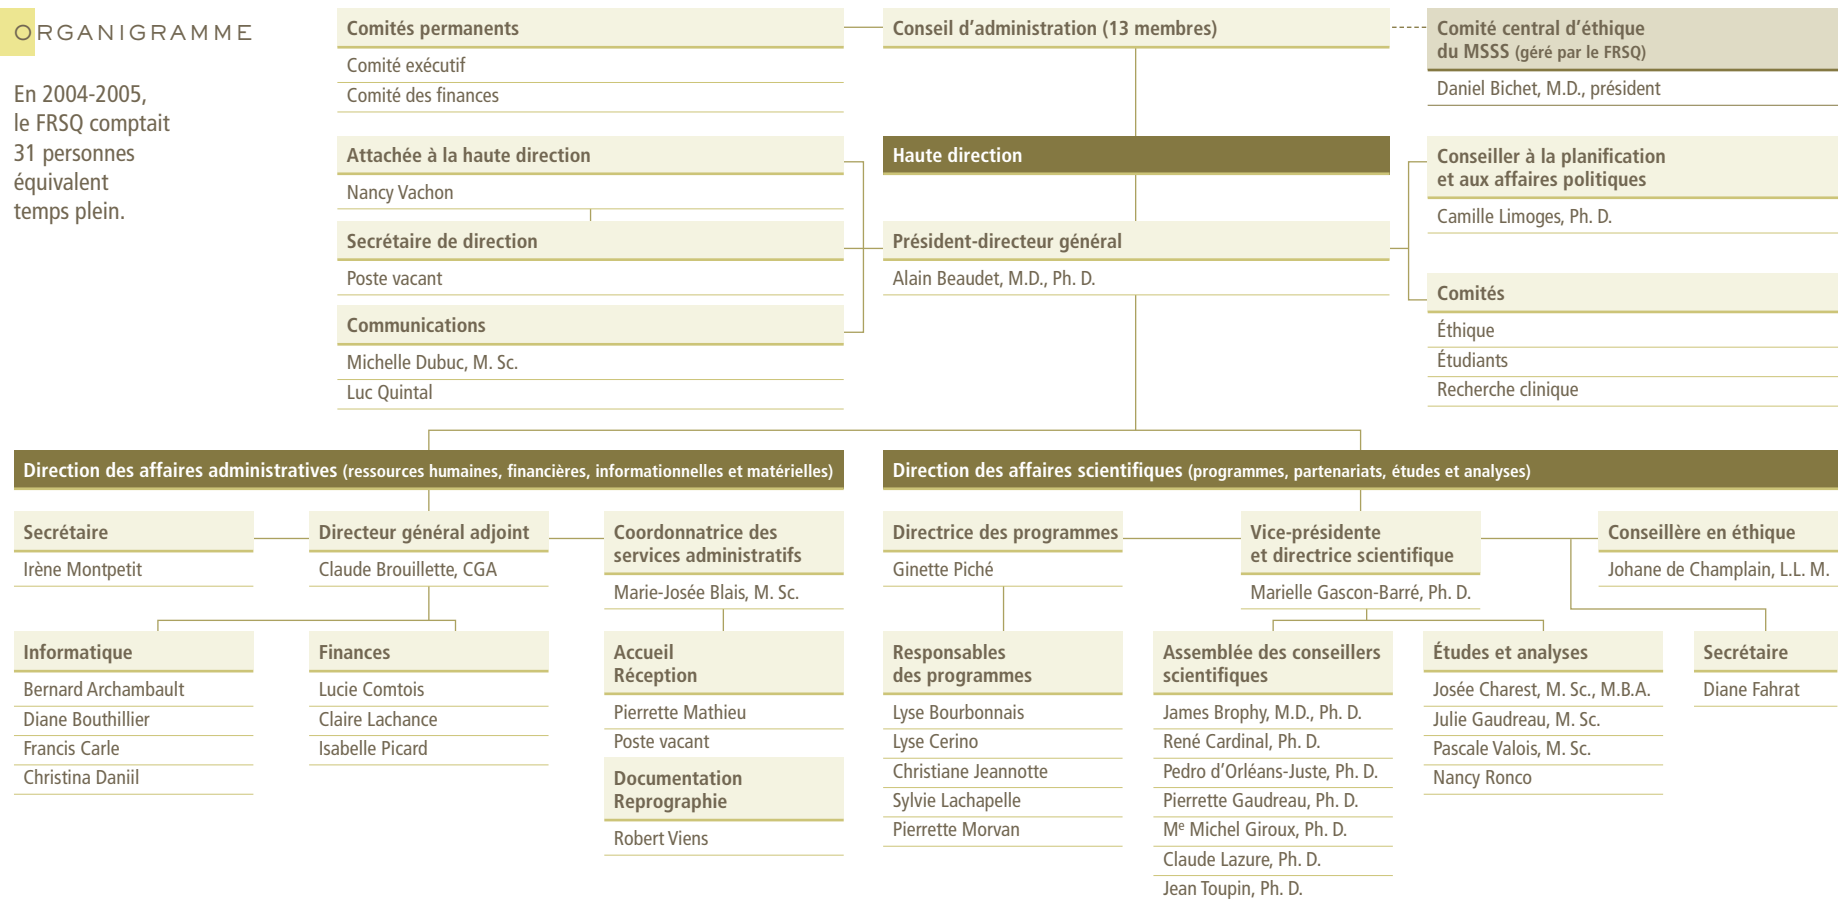 ORGANIGRAMME
En 2004-2005,
le FRSQ comptait
31 personnes
équivalent
temps plein.
Comités permanents
Comité exécutif
Comité des finances
Conseil d’administration (13 membres)
Comité central d’éthique
du MSSS (géré par le FRSQ)
Daniel Bichet, M.D., président
Attachée à la haute direction
Nancy Vachon
Secrétaire de direction
Poste vacant
Communications
Michelle Dubuc, M. Sc.
Luc Quintal
Haute direction
Président-directeur général
Alain Beaudet, M.D., Ph. D.
Conseiller à la planification
et aux affaires politiques
Camille Limoges, Ph. D.
Comités
Éthique
Étudiants
Recherche clinique
Direction des affaires administratives (ressources humaines, financières, informationnelles et matérielles)
Secrétaire
Irène Montpetit
Directeur général adjoint
Claude Brouillette, CGA
Coordonnatrice des
services administratifs
Marie-Josée Blais, M. Sc.
Informatique
Bernard Archambault
Diane Bouthillier
Francis Carle
Christina Daniil
Finances
Lucie Comtois
Claire Lachance
Isabelle Picard
Accueil
Réception
Pierrette Mathieu
Poste vacant
Documentation
Reprographie
Robert Viens
Direction des affaires scientifiques (programmes, partenariats, études et analyses)
Directrice des programmes
Ginette Piché
Vice-présidente
et directrice scientifique
Marielle Gascon-Barré, Ph. D.
Conseillère en éthique
Johane de Champlain, L.L. M.
Responsables
des programmes
Lyse Bourbonnais
Lyse Cerino
Christiane Jeannotte
Sylvie Lachapelle
Pierrette Morvan
Assemblée des conseillers
scientifiques
James Brophy, M.D., Ph. D.
René Cardinal, Ph. D.
Pedro d’Orléans-Juste, Ph. D.
Pierrette Gaudreau, Ph. D.
Mᵉ Michel Giroux, Ph. D.
Claude Lazure, Ph. D.
Jean Toupin, Ph. D.
Études et analyses
Josée Charest, M. Sc., M.B.A.
Julie Gaudreau, M. Sc.
Pascale Valois, M. Sc.
Nancy Ronco
Secrétaire
Diane Fahrat